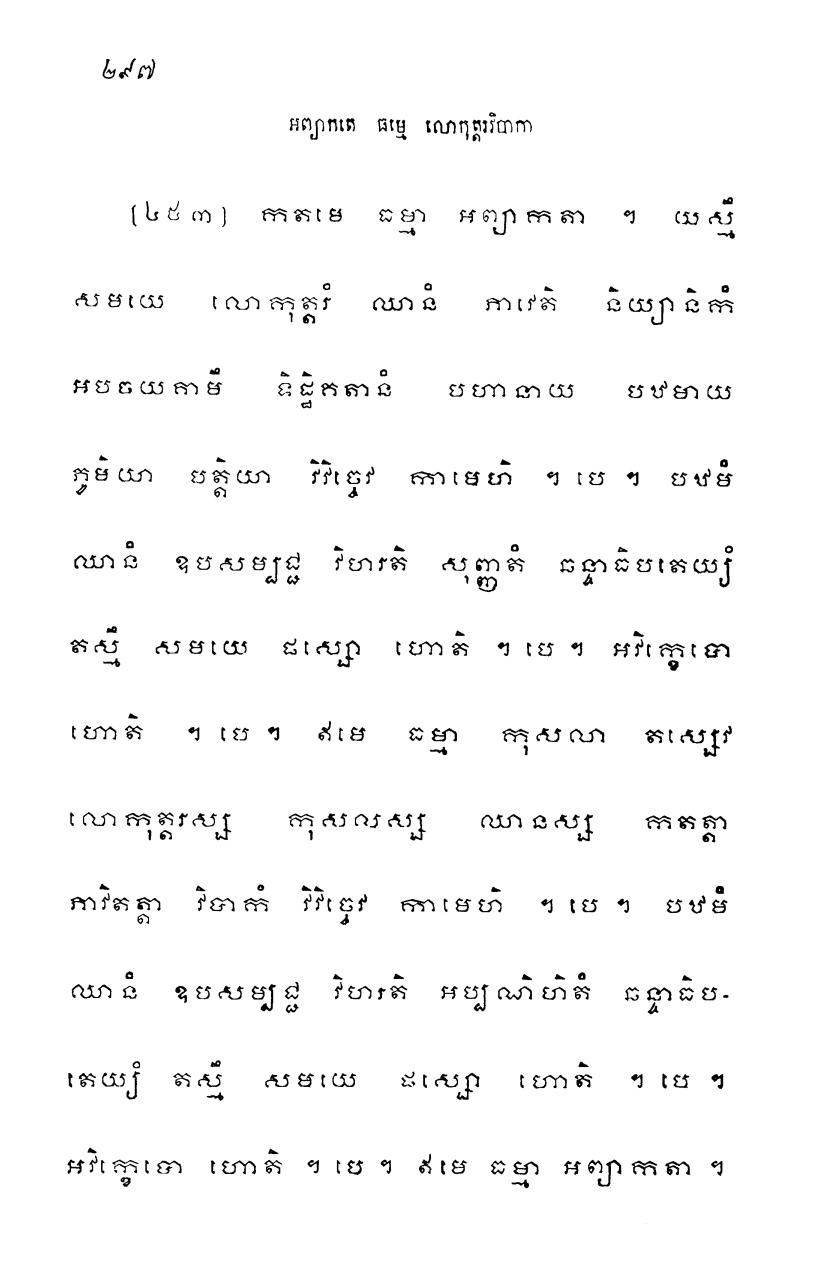 ២៩៧
អព្យាកតេ ធម្មេ លោកុត្តរវិបាកា
(៤៥៣) កតមេ ធម្មា អព្យាកតា ។ យស្មឹ
សមយេ លោកុត្តរំ ឈានំ ភាវេតិ និយ្យានិកំ
អបចយគាមឹ ទិដ្ឋិគតានំ បហានាយ បឋមាយ
ភូមិយា បត្តិយា វិវិច្ចេវ កាមេហិ ។ បេ ។ បឋមំ
ឈានំ ឧបសម្បជ្ជ វិហរតិ សុញ្ញតំ ឆន្ទាធិបតេយ្យំ
តស្មឹ សមយេ ផស្សោ ហោតិ ។ បេ ។ អវិក្ខេបោ
ហោតិ ។ បេ ។ ឥមេ ធម្មា កុសលា តស្សេវ
លោកុត្តរស្ស កុសលស្ស ឈានស្ស កតត្តា
ភាវិតត្តា វិបាកំ វិវិច្ចេវ កាមេហិ ។ បេ ។ បឋមំ
ឈានំ ឧបសម្បជ្ជ វិហរតិ អប្បណិហិតំ ឆន្ទាធិប-
តេយ្យំ តស្មឹ សមយេ ផស្សោ ហោតិ ។ បេ ។
អវិក្ខេបោ ហោតិ ។ បេ ។ ឥមេ ធម្មា អព្យាកតា ។